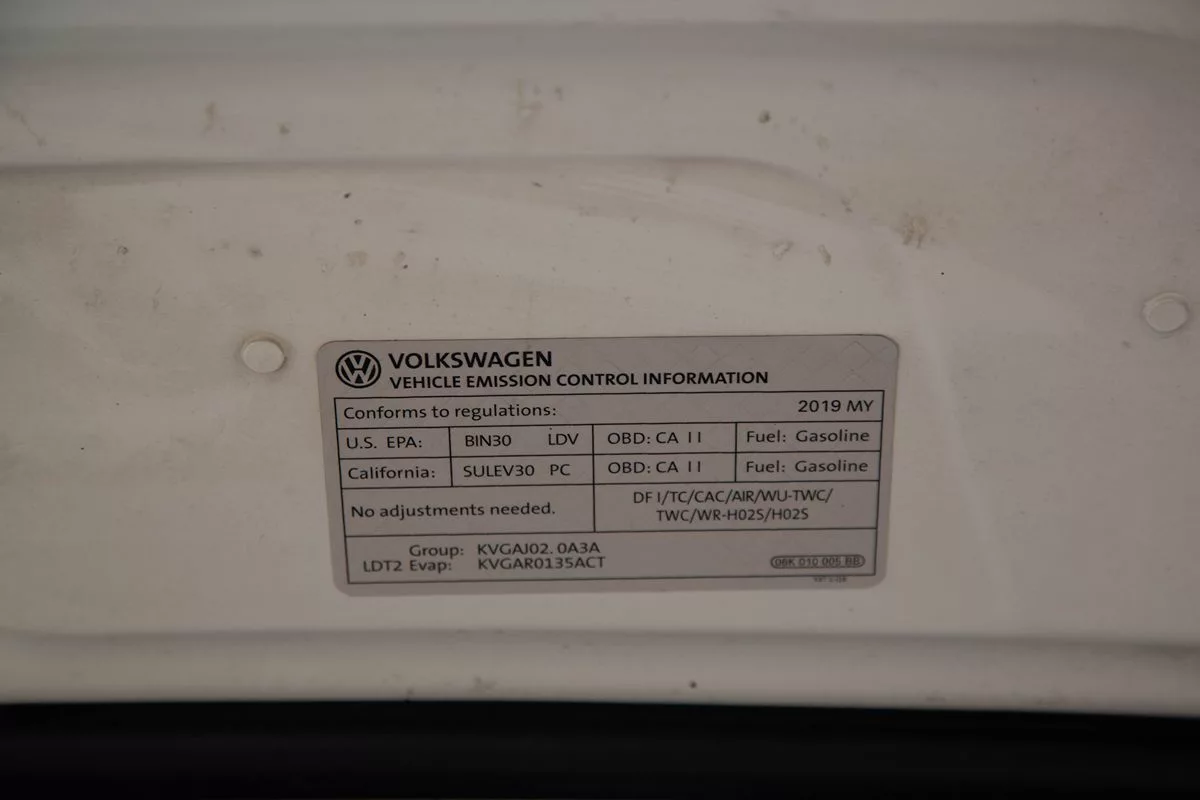 VOLKSWAGEN
VEHICLE EMISSION CONTROL INFORMATION
Conforms to regulations: 2019 MY
U.S. EPA: BIN30 LDV OBD: CA II Fuel: Gasoline
California: SULEV30 PC OBD: CA II Fuel: Gasoline
No adjustments needed. DFI/TC/CAC/AIR/WU-TWC/
TWC/WR-HO2S/HO2S
Group: KVGAJ02.0A3A
LDT2 Evap: KVGAR0135ACT
06K 010 005 BB